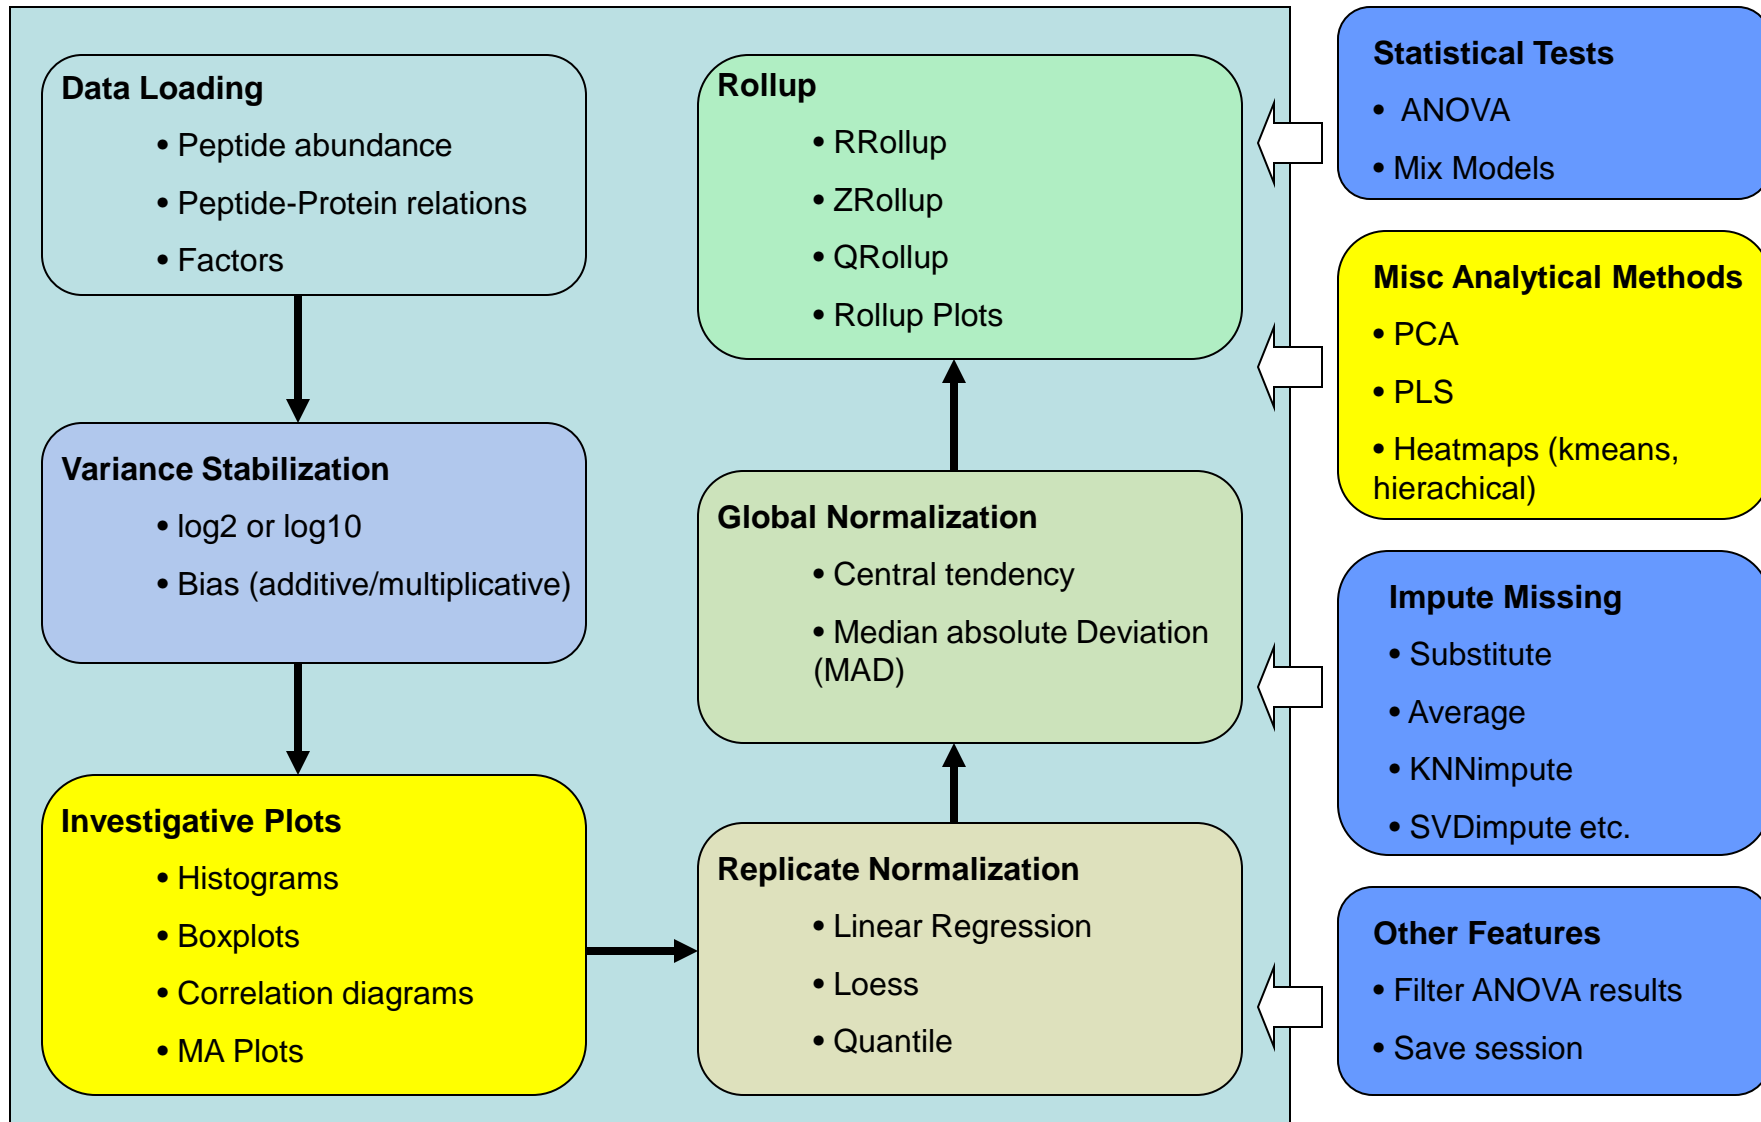 Data Loading
• Peptide abundance
• Peptide-Protein relations
• Factors
Variance Stabilization
• log2 or log10
• Bias (additive/multiplicative)
Investigative Plots
• Histograms
• Boxplots
• Correlation diagrams
• MA Plots
Rollup
• RRollup
• ZRollup
• QRollup
• Rollup Plots
Global Normalization
• Central tendency
• Median absolute Deviation
(MAD)
Replicate Normalization
• Linear Regression
• Loess
• Quantile
Statistical Tests
• ANOVA
• Mix Models
Misc Analytical Methods
• PCA
• PLS
• Heatmaps (kmeans,
hierachical)
Impute Missing
• Substitute
• Average
• KNNimpute
• SVDimpute etc.
Other Features
• Filter ANOVA results
• Save session